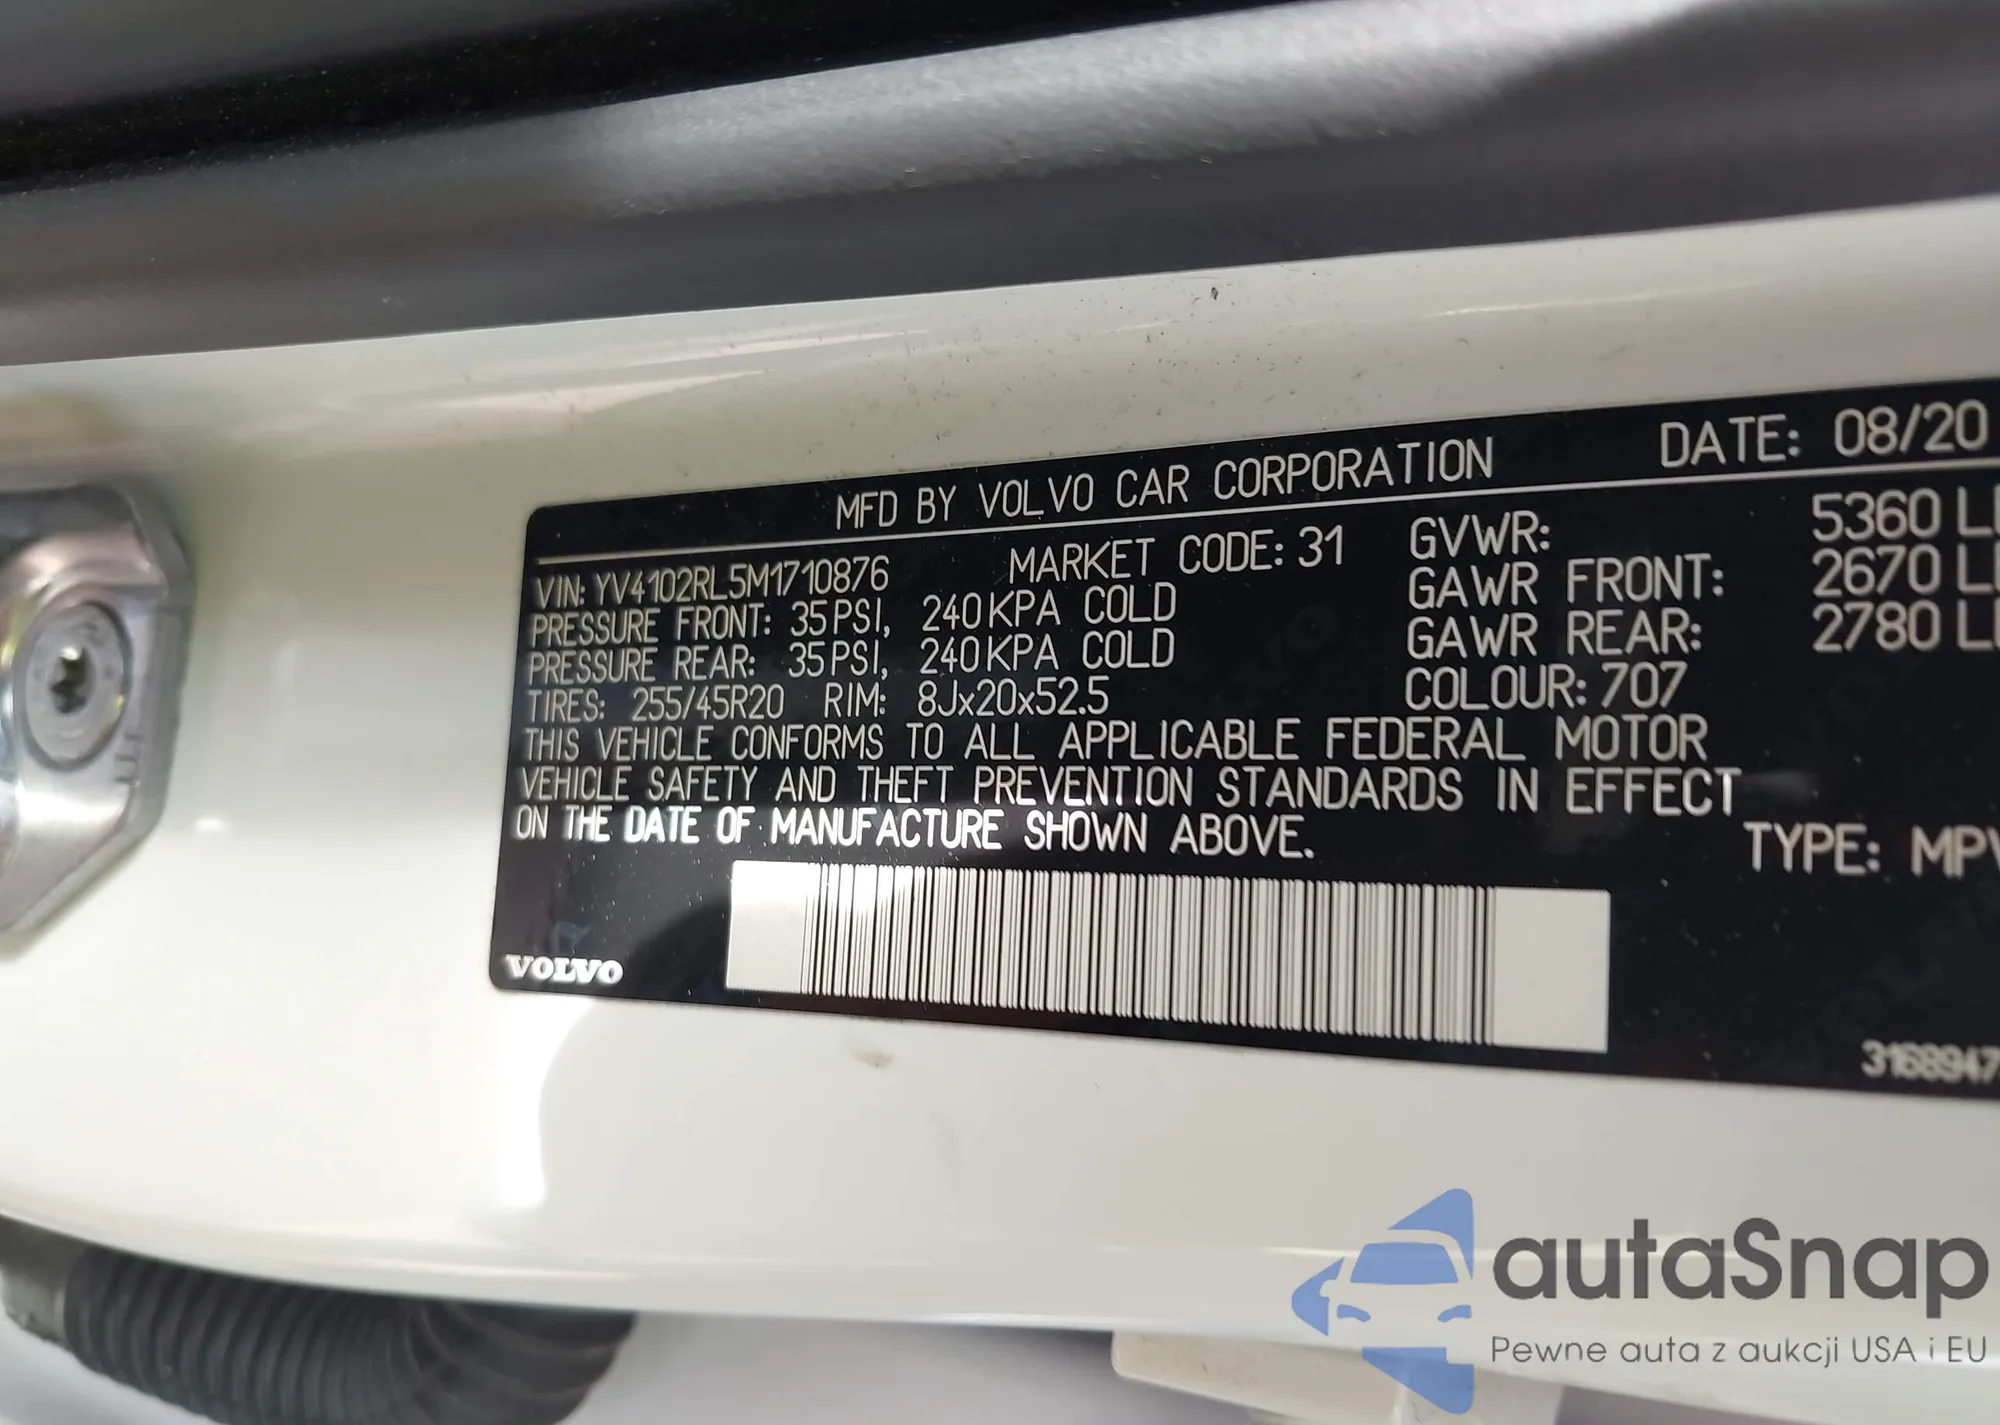 MFD BY VOLVO CAR CORPORATION DATE: 08/20
VIN: YV4102RL5M1710876 MARKET CODE: 31 GVWR: 5360
PRESSURE FRONT: 35 PSI, 240 KPA COLD GAWR FRONT: 2670
PRESSURE REAR: 35 PSI, 240 KPA COLD GAWR REAR: 2780
TIRES: 255/45R20 RIM: 8Jx20x52.5 COLOUR: 707
THIS VEHICLE CONFORMS TO ALL APPLICABLE FEDERAL MOTOR
VEHICLE SAFETY AND THEFT PREVENTION STANDARDS IN EFFECT
ON THE DATE OF MANUFACTURE SHOWN ABOVE.
TYPE: MPV
VOLVO
3168947
autaSnap
Pewne auta z aukcji USA i EU